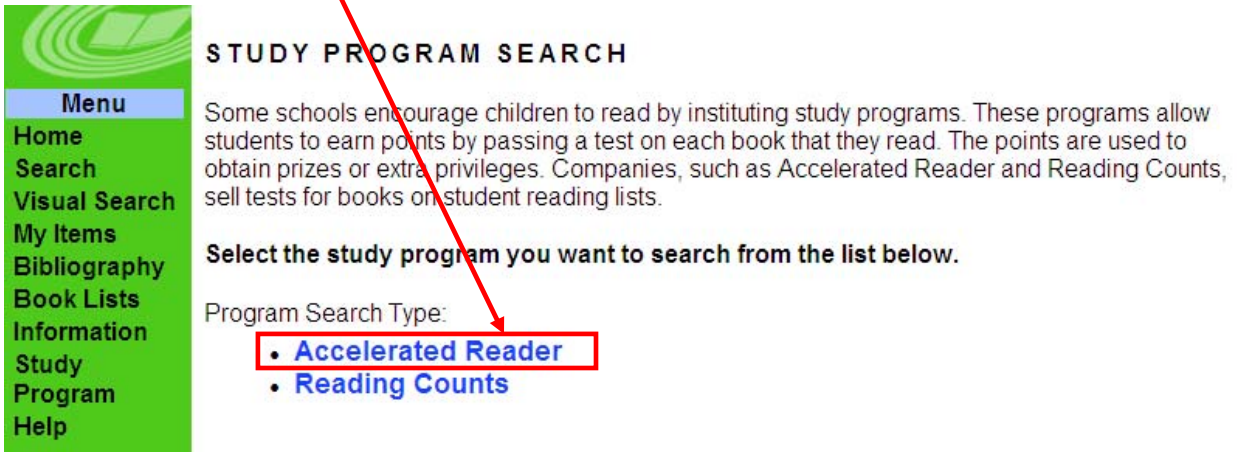 STUDY PROGRAM SEARCH
Menu
Home
Search
Visual Search
My Items
Bibliography
Book Lists
Information
Study
Program
Help
Some schools encourage children to read by instituting study programs. These programs allow
students to earn points by passing a test on each book that they read. The points are used to
obtain prizes or extra privileges. Companies, such as Accelerated Reader and Reading Counts,
sell tests for books on student reading lists.
Select the study program you want to search from the list below.
Program Search Type:
• Accelerated Reader
• Reading Counts